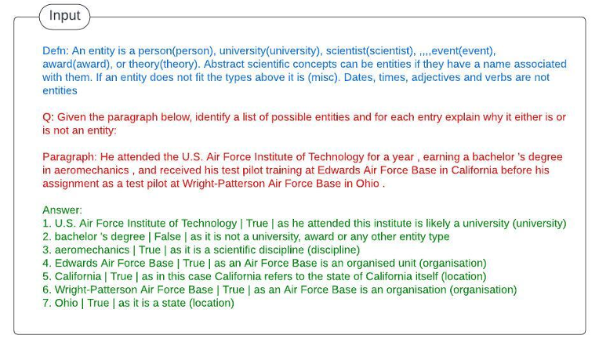 Input
Defn: An entity is a person(person), university(university), scientist(scientist), ,,,,event(event),
award(award), or theory(theory). Abstract scientific concepts can be entities if they have a name associated
with them. If an entity does not fit the types above it is (misc). Dates, times, adjectives and verbs are not
entities
Q: Given the paragraph below, identify a list of possible entities and for each entry explain why it either is or
is not an entity:
Paragraph: He attended the U.S. Air Force Institute of Technology for a year , earning a bachelor 's degree
in aeromechanics , and received his test pilot training at Edwards Air Force Base in California before his
assignment as a test pilot at Wright-Patterson Air Force Base in Ohio .
Answer:
1. U.S. Air Force Institute of Technology | True | as he attended this institute is likely a university (university)
2. bachelor 's degree | False | as it is not a university, award or any other entity type
3. aeromechanics | True | as it is a scientific discipline (discipline)
4. Edwards Air Force Base | True | as an Air Force Base is an organised unit (organisation)
5. California | True | as in this case California refers to the state of California itself (location)
6. Wright-Patterson Air Force Base | True | as an Air Force Base is an organisation (organisation)
7. Ohio | True | as it is a state (location)